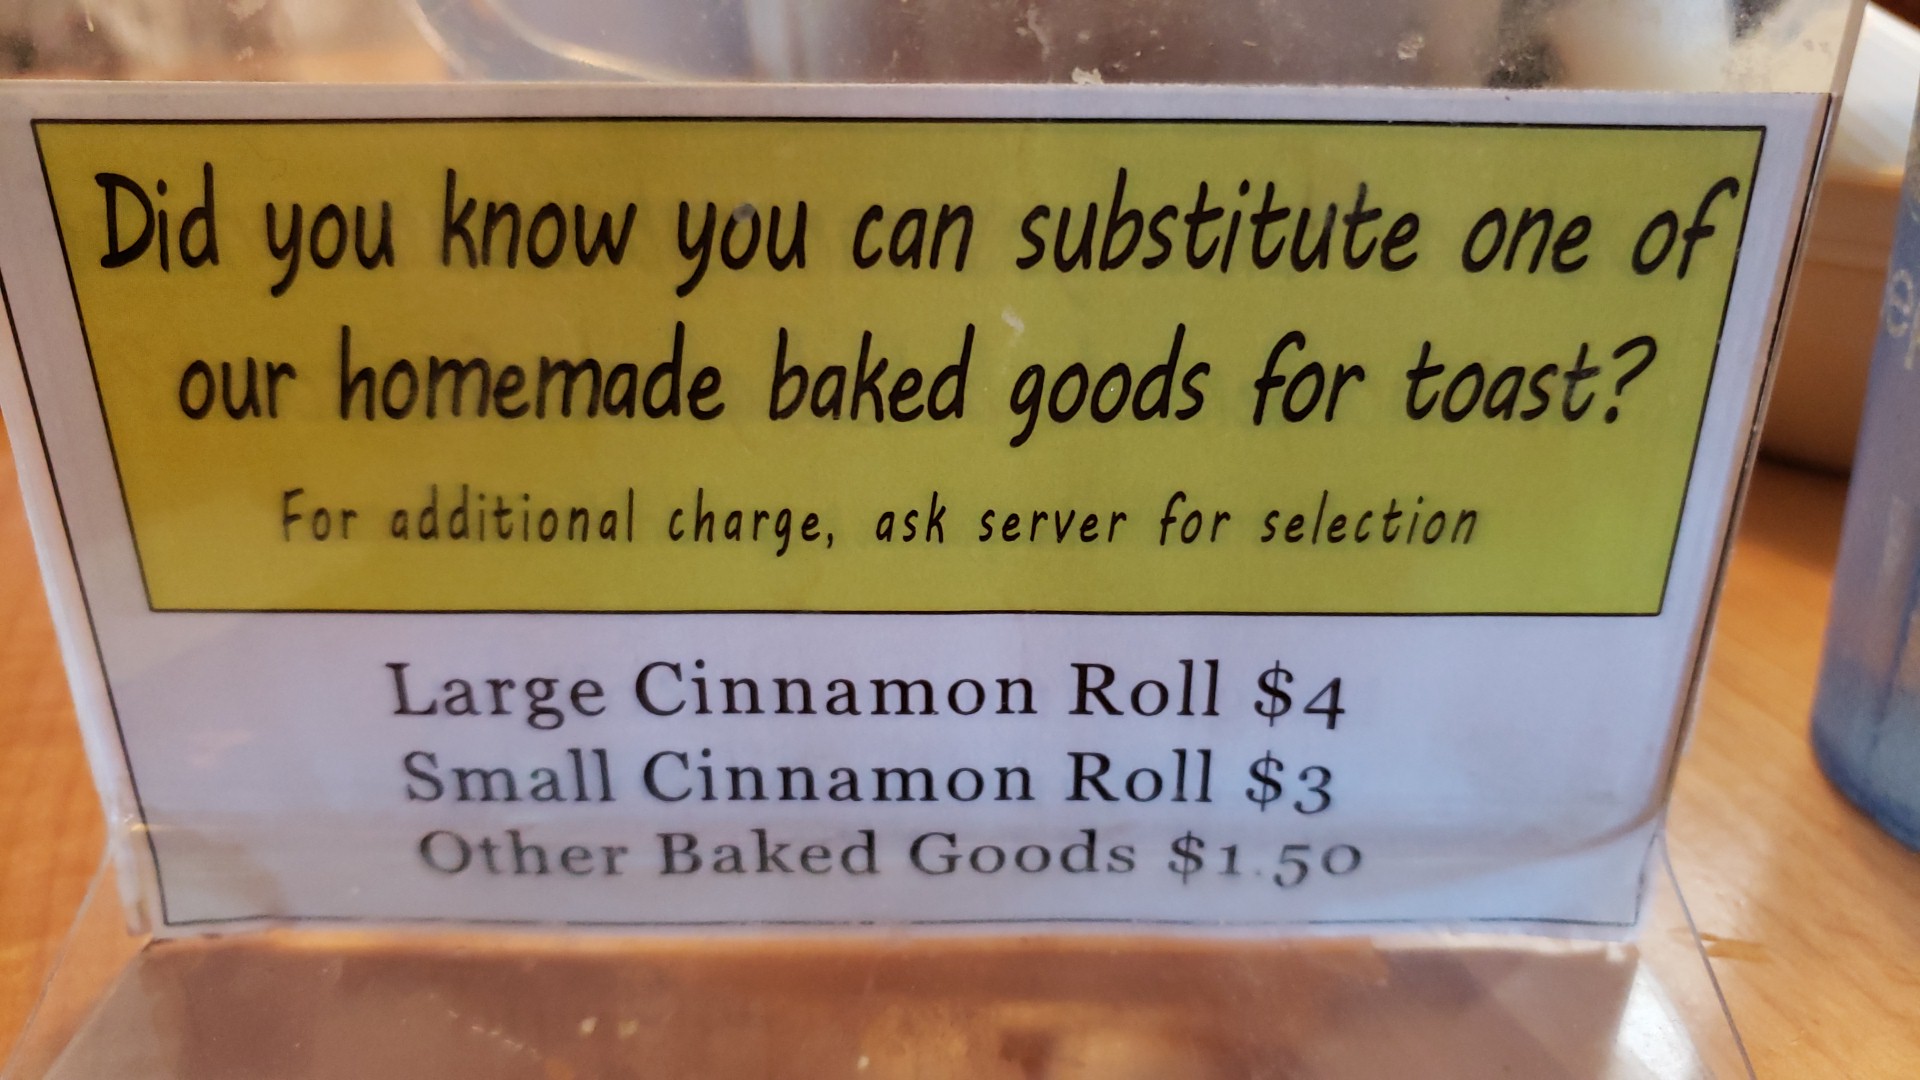 Did you know you can substitute one of
our homemade baked goods for toast?
For additional charge, ask server for selection
Large Cinnamon Roll $4
Small Cinnamon Roll $3
Other Baked Goods $1.50